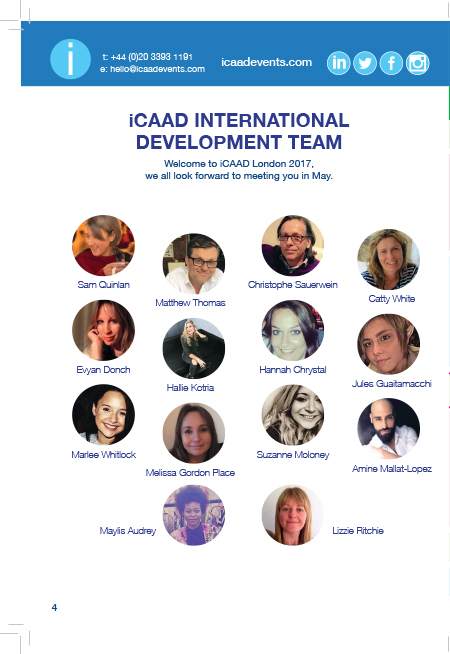 i
t: +44 (0)20 3393 1191
e: hello@icaadevents.com
icaadevents.com
in
f
iCAAD INTERNATIONAL
DEVELOPMENT TEAM
Welcome to iCAAD London 2017,
we all look forward to meeting you in May.
Sam Quinlan
Matthew Thomas
Christophe Sauerwein
Catty White
Evyan Donch
Hallie Kotria
Hannah Chrystal
Jules Guaitamacchi
Marlee Whitlock
Melissa Gordon Place
Suzanne Moloney
Amine Mallat-Lopez
Maylis Audrey
Lizzie Ritchie
4